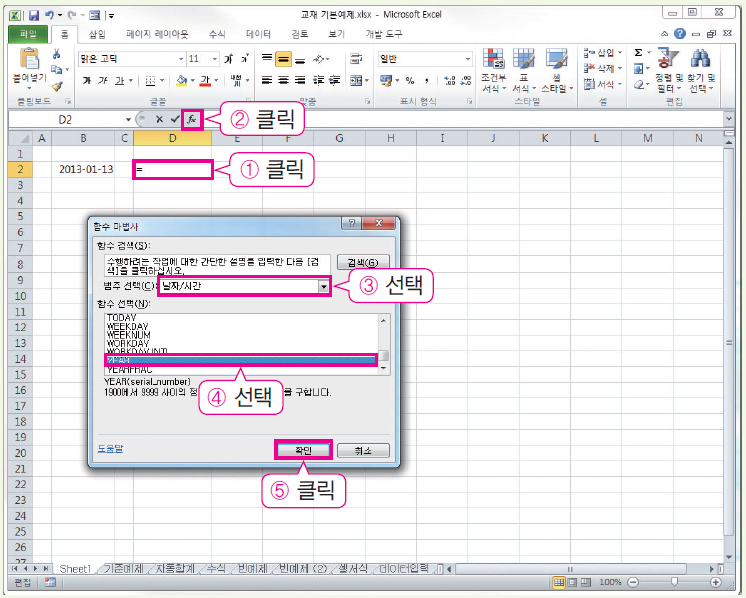 교재 기본예제.xlsx - Microsoft Excel
파일 홈 삽입 페이지 레이아웃 수식 데이터 검토 보기 개발 도구
맑은 고딕 11 일반 삽입 Σ
붙여넣기 가 가 가 삭제 조건부 서식 표 서식 셀 스타일 서식 정렬 및 필터 찾기 및 선택
클립보드 글꼴 맞춤 표시 형식 스타일 셀 편집
D2 fx ② 클릭
A B C D E F G H I J K L M N
1
2 2013-01-13 = ① 클릭
3
4
5
6
7
8
9
10
11
12
13
14
15
16
17
18
19
20
21
22
23
24
25
26
27
함수 마법사
함수 검색(S):
수행하려는 작업에 대한 간단한 설명을 입력한 다음 [검
색]을 클릭하십시오.
검색(G)
범주 선택(C): 날짜/시간
③ 선택
함수 선택(N):
TODAY
WEEKDAY
WEEKNUM
WORKDAY
WORKDAY.INTL
YEAR
YEARFRAC
YEAR(serial_number)
1900에서 9999 사이의 정 를 구합니다.
④ 선택
도움말 확인 취소
⑤ 클릭
Sheet1 기존예제 자동합계 수식 빈예제 빈예제 (2) 셀서식 데이터입력
편집 100%